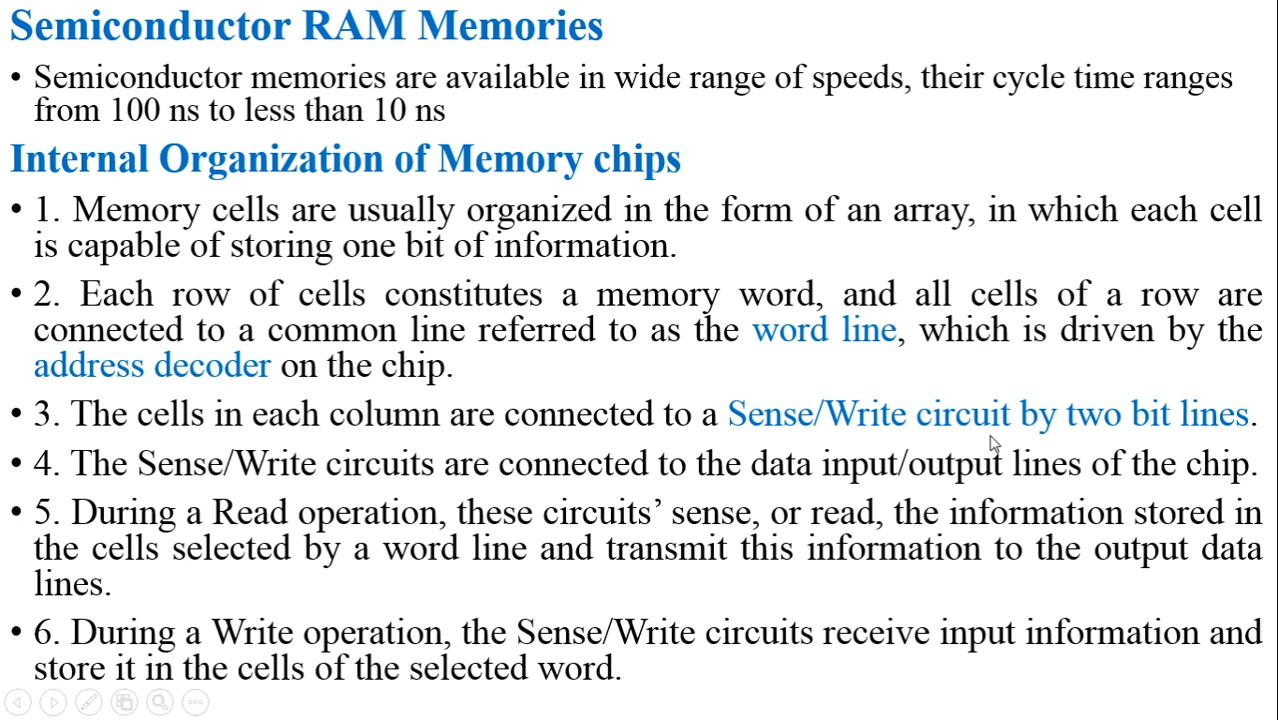 Semiconductor RAM Memories
• Semiconductor memories are available in wide range of speeds, their cycle time ranges
from 100 ns to less than 10 ns
Internal Organization of Memory chips
• 1. Memory cells are usually organized in the form of an array, in which each cell
is capable of storing one bit of information.
• 2. Each row of cells constitutes a memory word, and all cells of a row are
connected to a common line referred to as the word line, which is driven by the
address decoder on the chip.
• 3. The cells in each column are connected to a Sense/Write circuit by two bit lines.
• 4. The Sense/Write circuits are connected to the data input/output lines of the chip.
• 5. During a Read operation, these circuits’ sense, or read, the information stored in
the cells selected by a word line and transmit this information to the output data
lines.
• 6. During a Write operation, the Sense/Write circuits receive input information and
store it in the cells of the selected word.